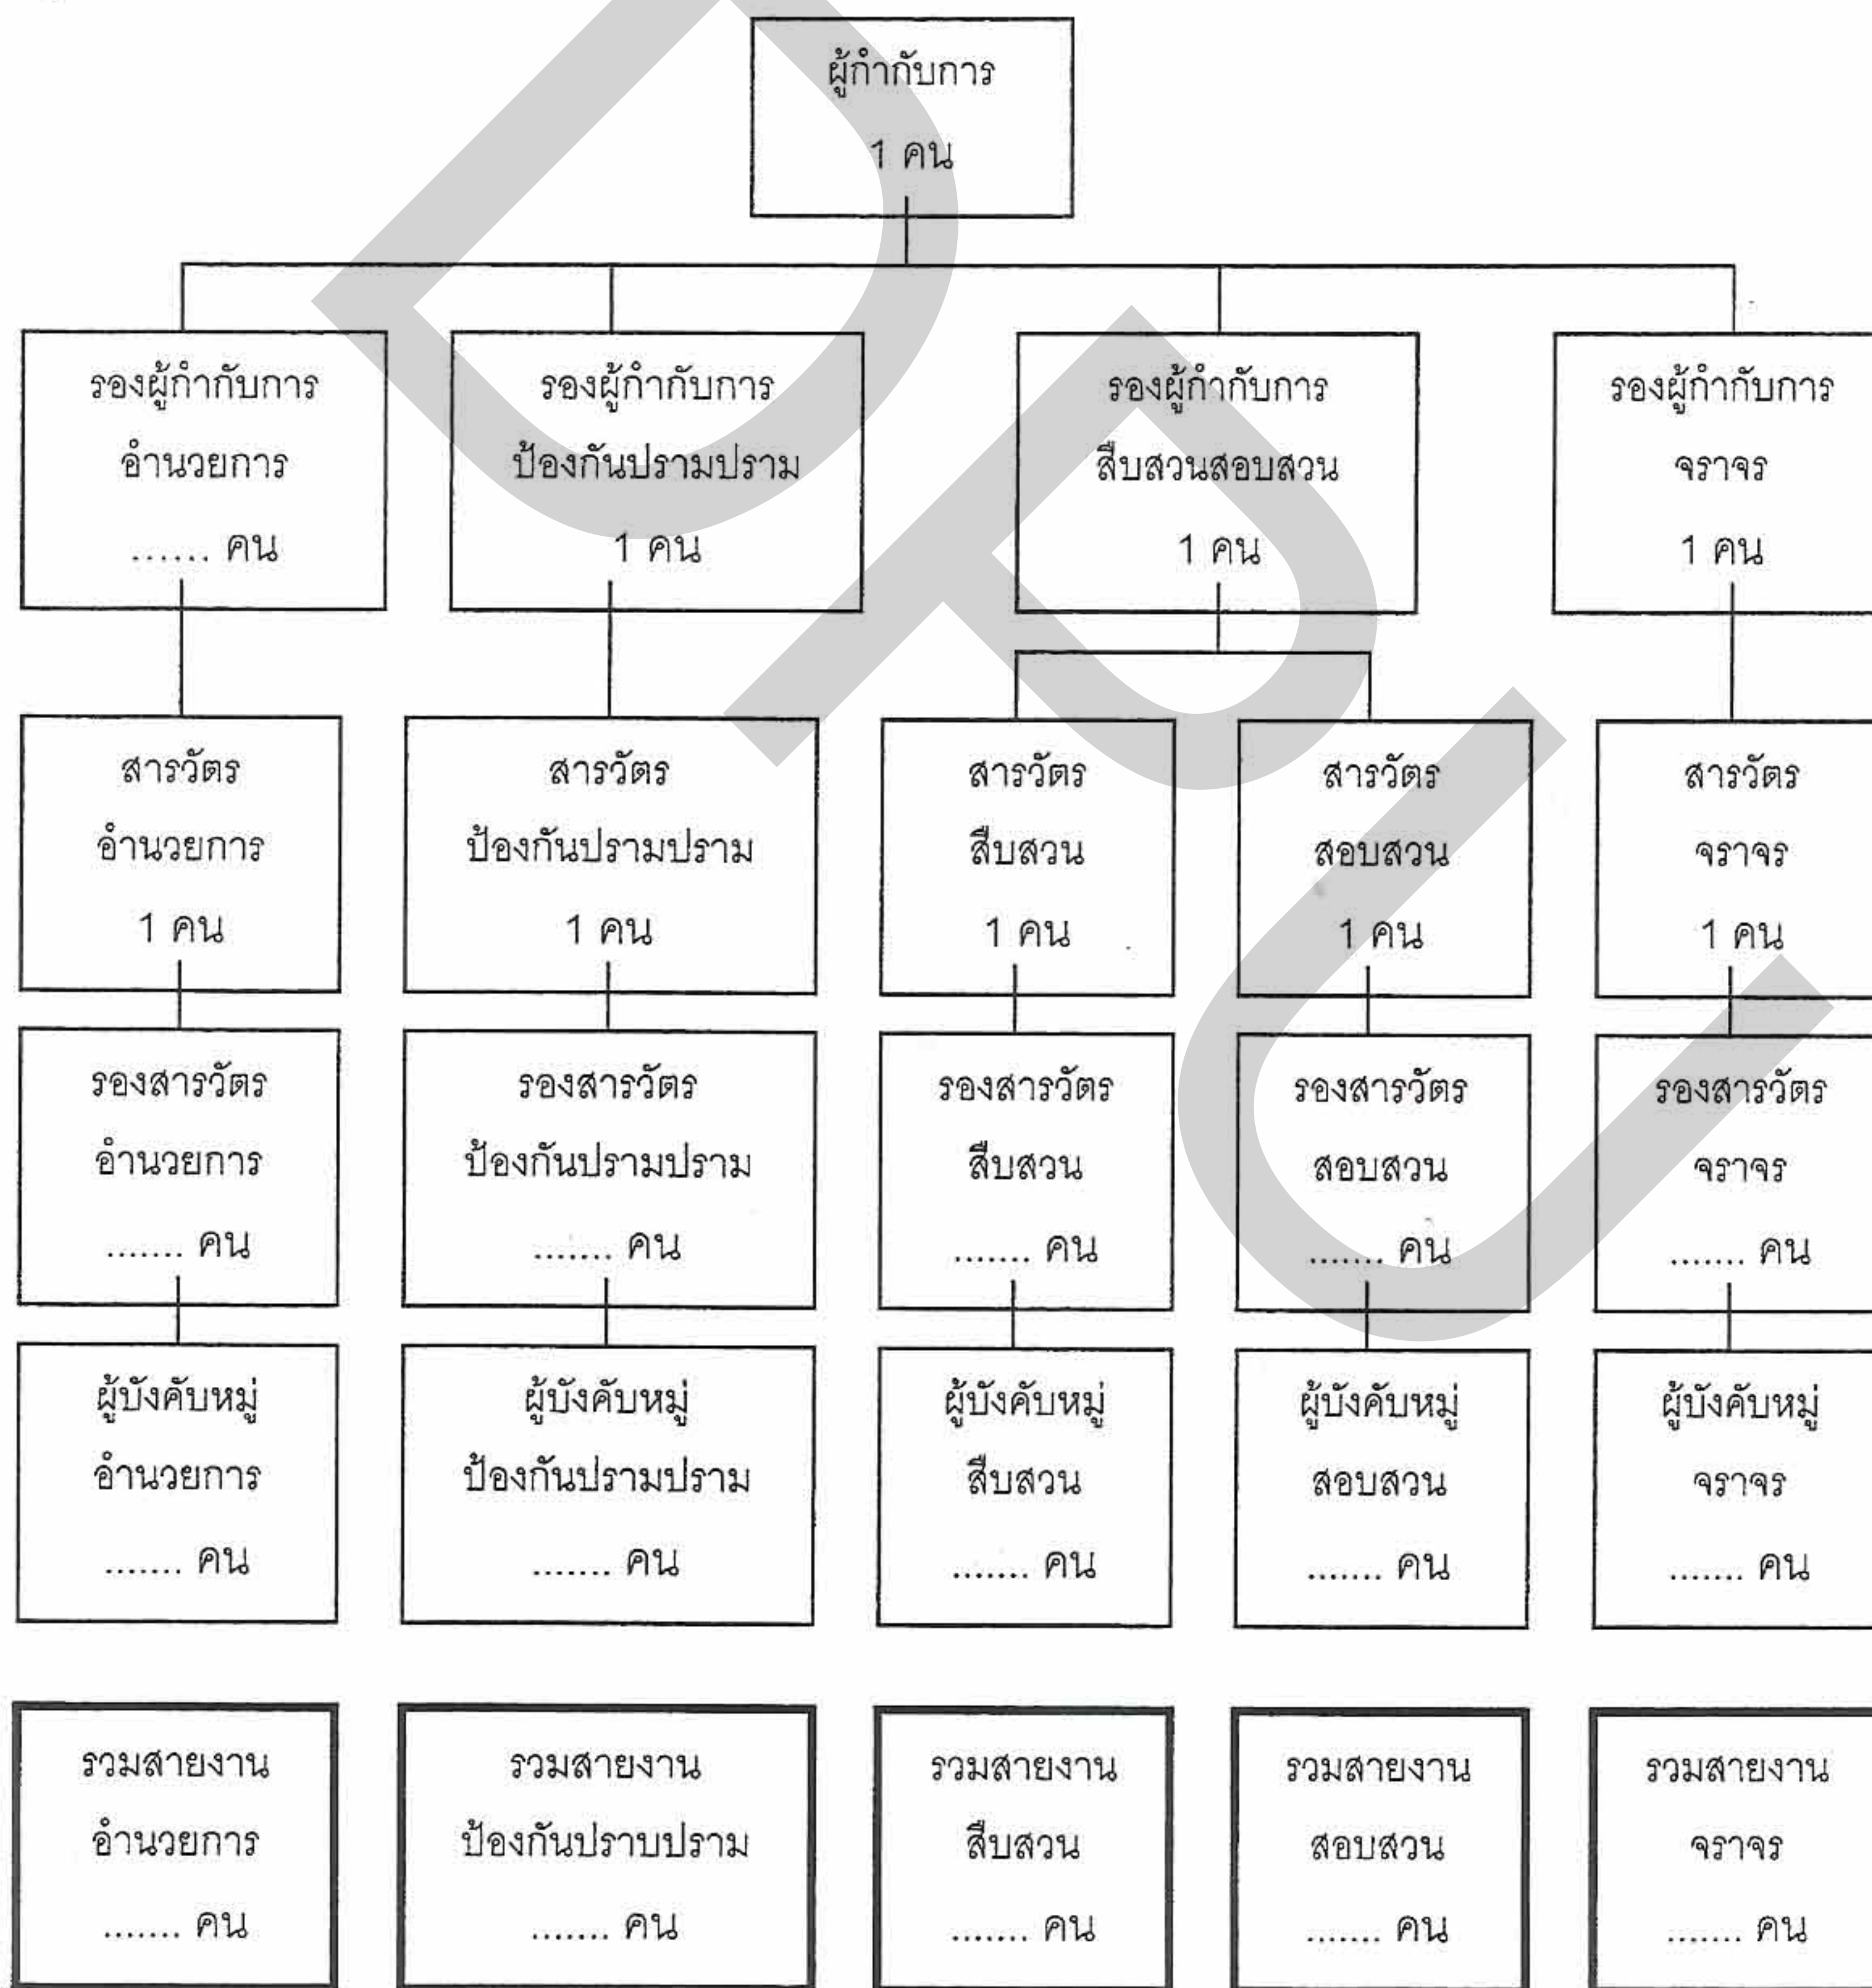 ผู้กำกับการ
1 คน
รองผู้กำกับการ
อำนวยการ
...... คน
รองผู้กำกับการ
ป้องกันปรามปราม
1 คน
รองผู้กำกับการ
สืบสวนสอบสวน
1 คน
รองผู้กำกับการ
จราจร
1 คน
สารวัตร
อำนวยการ
1 คน
สารวัตร
ป้องกันปรามปราม
1 คน
สารวัตร
สืบสวน
1 คน
สารวัตร
สอบสวน
1 คน
สารวัตร
จราจร
1 คน
รองสารวัตร
อำนวยการ
....... คน
รองสารวัตร
ป้องกันปรามปราม
....... คน
รองสารวัตร
สืบสวน
....... คน
รองสารวัตร
สอบสวน
....... คน
รองสารวัตร
จราจร
....... คน
ผู้บังคับหมู่
อำนวยการ
....... คน
ผู้บังคับหมู่
ป้องกันปรามปราม
....... คน
ผู้บังคับหมู่
สืบสวน
....... คน
ผู้บังคับหมู่
สอบสวน
....... คน
ผู้บังคับหมู่
จราจร
....... คน
รวมสายงาน
อำนวยการ
....... คน
รวมสายงาน
ป้องกันปราบปราม
....... คน
รวมสายงาน
สืบสวน
....... คน
รวมสายงาน
สอบสวน
....... คน
รวมสายงาน
จราจร
....... คน
DPU